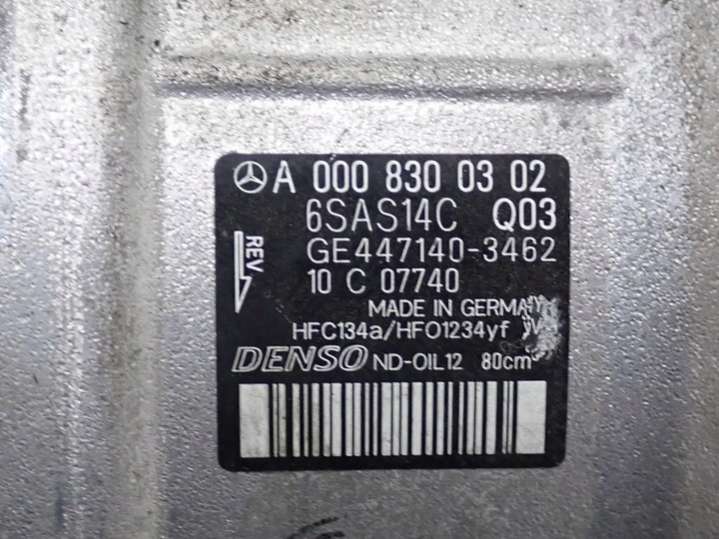 A 000 830 03 02
6SAS14C Q03
REV
GE447140-3462
10 C 07740
MADE IN GERMANY
HFC134a/HFO1234yf
DENSO ND-OIL12 80cm³